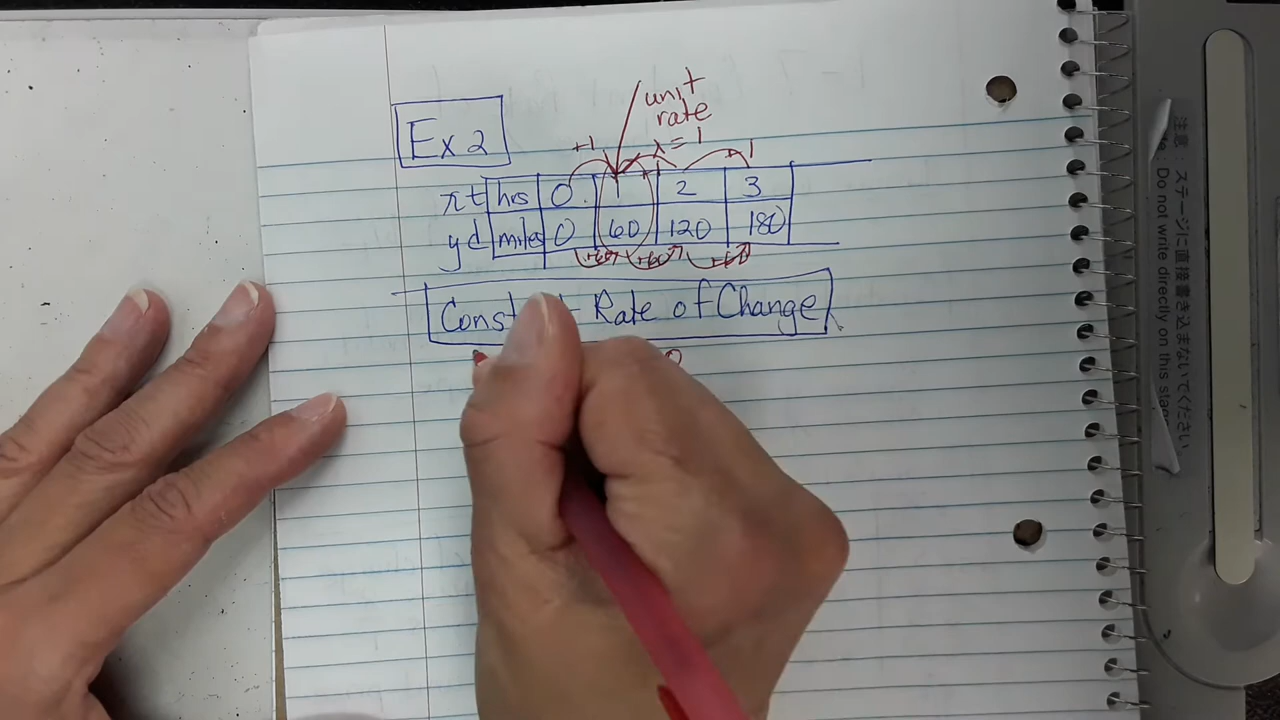 unit
rate
Ex 2
+1 x = 1 +1
x t hrs 0 1 2 3
y d miles 0 60 120 180
+60 +60 +60
Rate of Change
注意：ステージに直接書き込まないでください
Do not write directly on this stage.